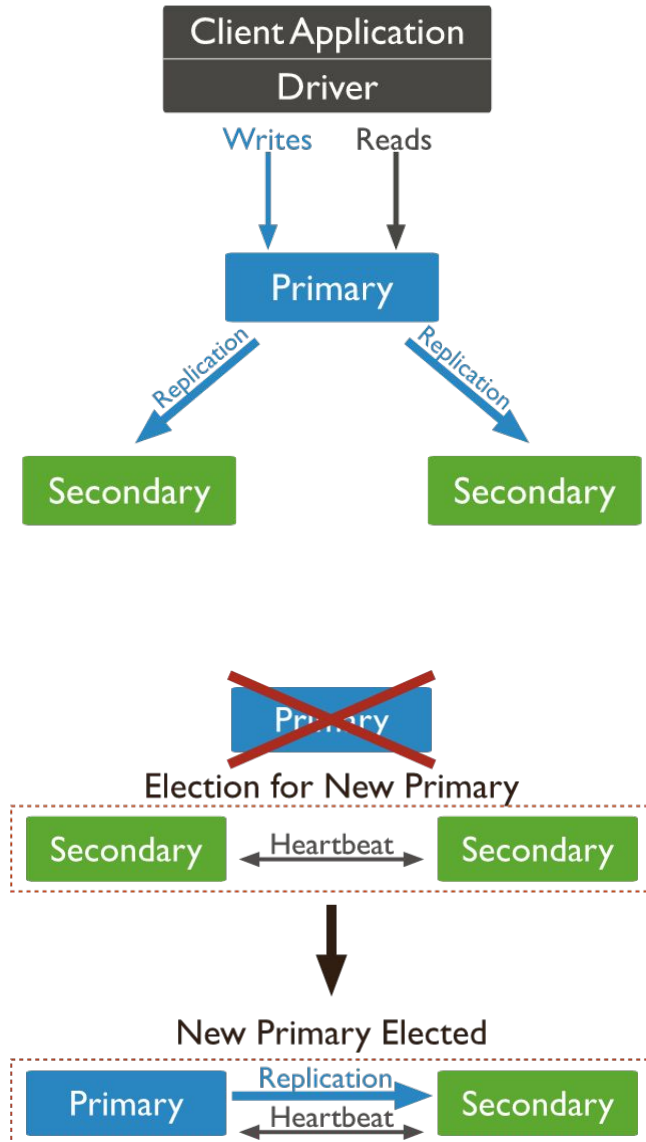 Client Application
Driver
Writes Reads
Primary
Replication Replication
Secondary Secondary
Primary
Election for New Primary
Secondary Heartbeat Secondary
New Primary Elected
Primary Replication Secondary
Heartbeat